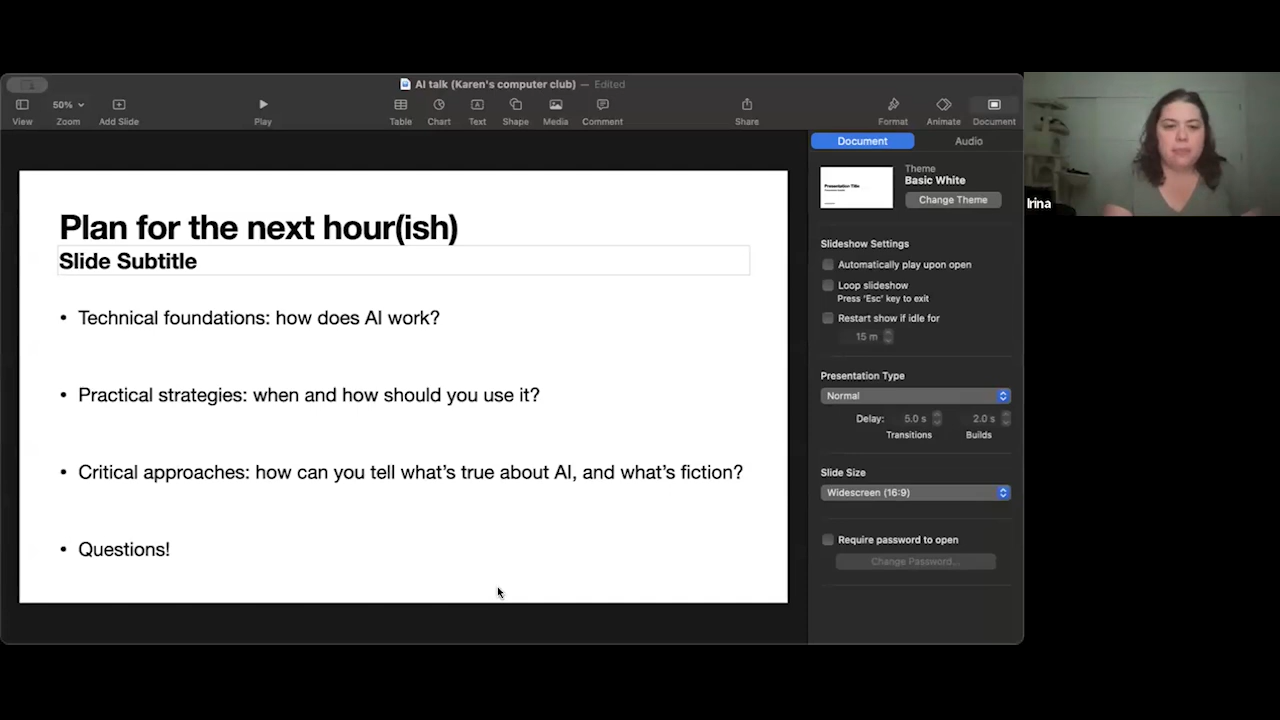 AI talk (Karen's computer club) — Edited
50%
View
Zoom
Add Slide
Play
Table
Chart
Text
Shape
Media
Comment
Share
Format
Animate
Document
Document
Audio
Plan for the next hour(ish)
Slide Subtitle
• Technical foundations: how does AI work?
• Practical strategies: when and how should you use it?
• Critical approaches: how can you tell what's true about AI, and what's fiction?
• Questions!
Presentation Title
Theme
Basic White
Change Theme
Slideshow Settings
Automatically play upon open
Loop slideshow
Press 'Esc' key to exit
Restart show if idle for
15 m
Presentation Type
Normal
Delay: 5.0 s 2.0 s
Transitions Builds
Slide Size
Widescreen (16:9)
Require password to open
Change Password...
Irina